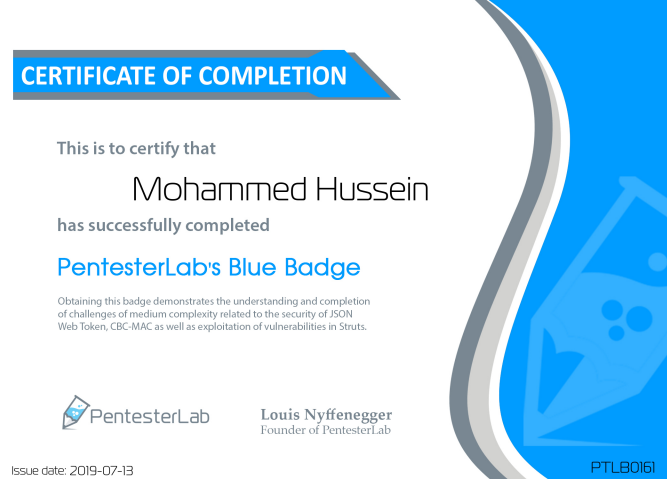 CERTIFICATE OF COMPLETION
This is to certify that
Mohammed Hussein
has successfully completed
PentesterLab's Blue Badge
Obtaining this badge demonstrates the understanding and completion
of challenges of medium complexity related to the security of JSON
Web Token, CBC-MAC as well as exploitation of vulnerabilities in Struts.
PentesterLab
Louis Nyffenegger
Founder of PentesterLab
Issue date: 2019-07-13
PTLB0161